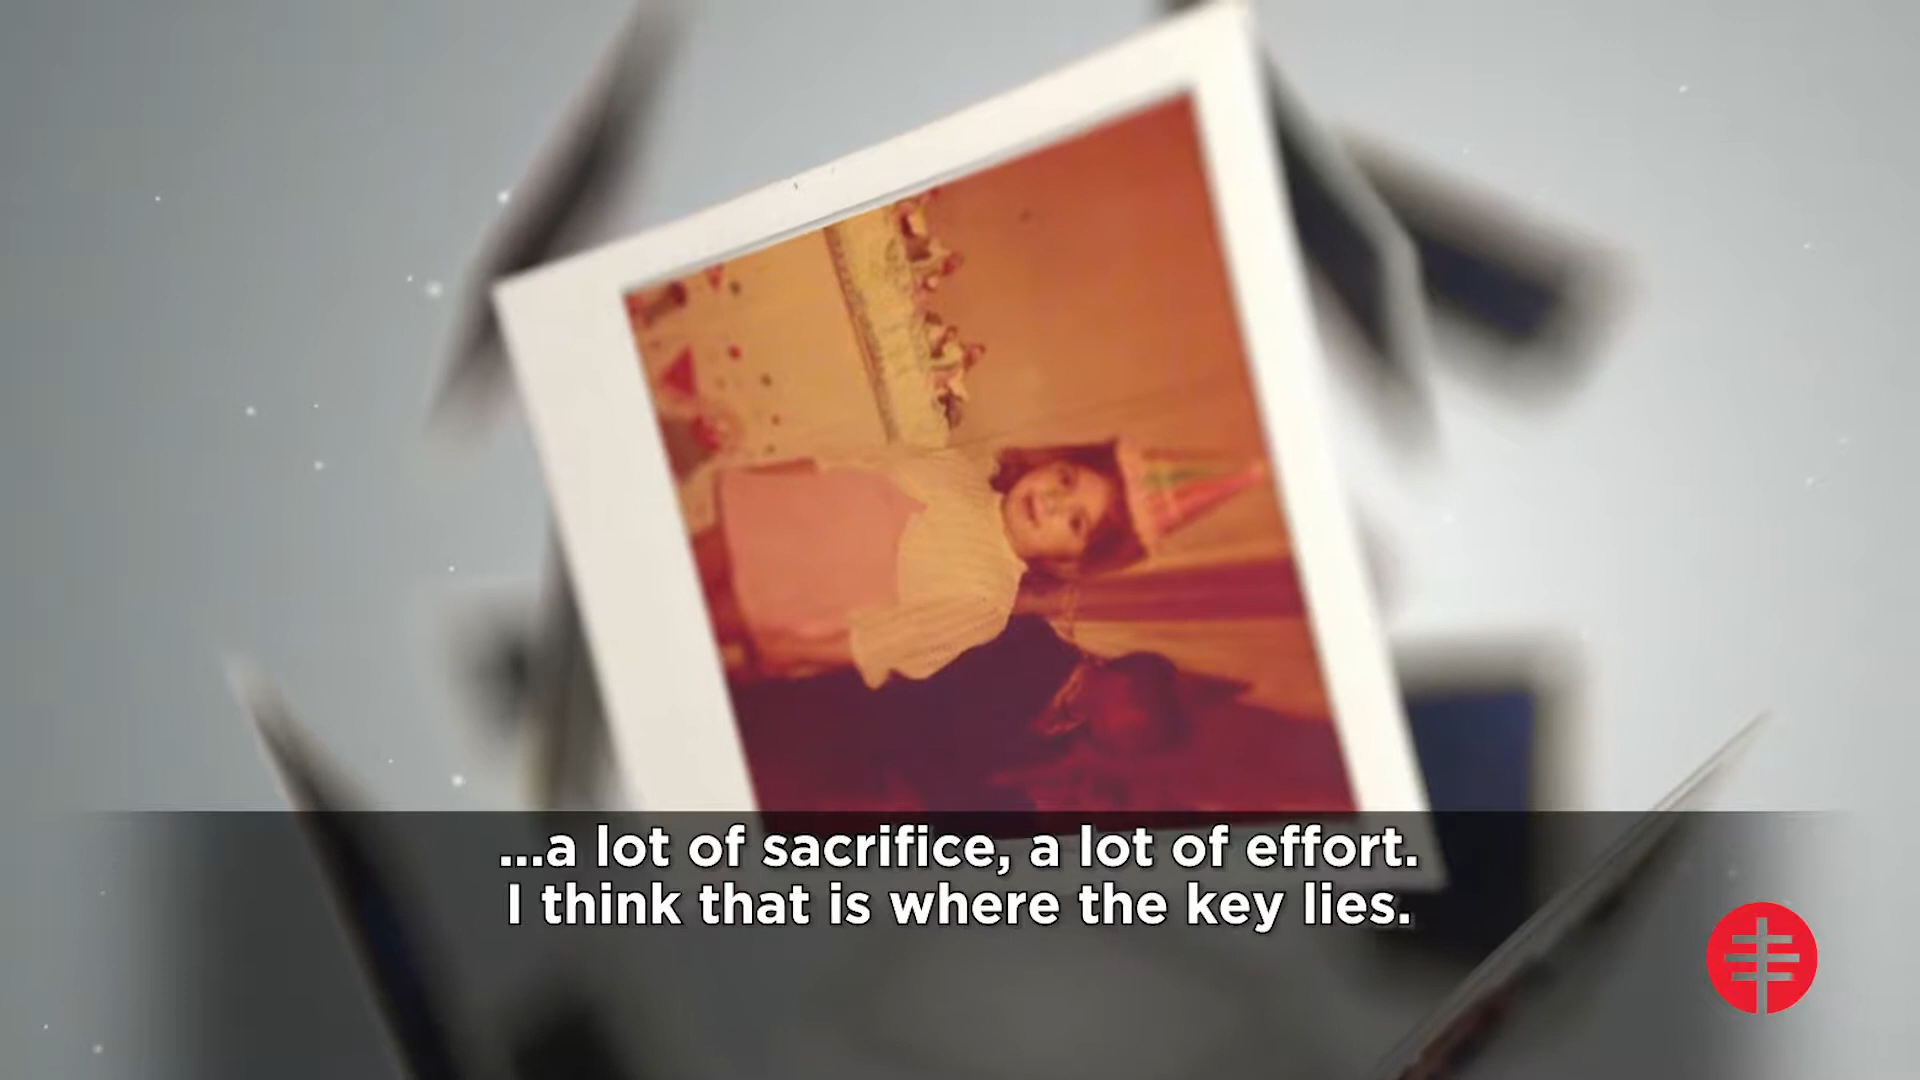 ...a lot of sacrifice, a lot of effort.
I think that is where the key lies.